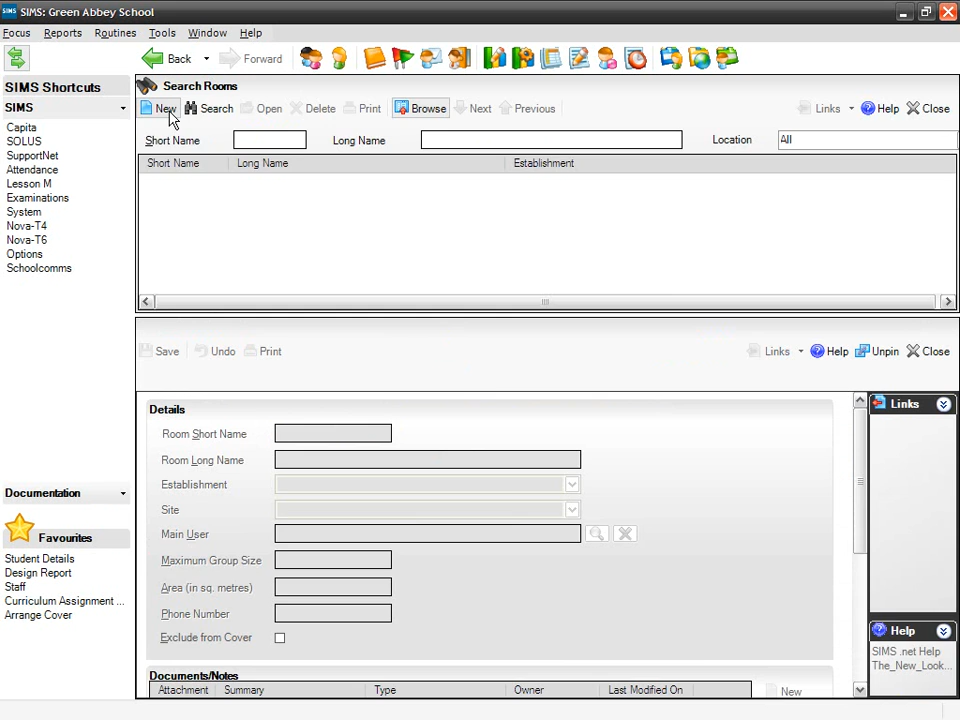 SIMS: Green Abbey School
Focus Reports Routines Tools Window Help
Back Forward
SIMS Shortcuts
SIMS
Capita
SOLUS
SupportNet
Attendance
Lesson M
Examinations
System
Nova-T4
Nova-T6
Options
Schoolcomms
Documentation
Favourites
Student Details
Design Report
Staff
Curriculum Assignment ...
Arrange Cover
Search Rooms
New Search Open Delete Print Browse Next Previous Links Help Close
Short Name Long Name Location All
Short Name Long Name Establishment
Save Undo Print Links Help Unpin Close
Details
Room Short Name
Room Long Name
Establishment
Site
Main User
Maximum Group Size
Area (in sq. metres)
Phone Number
Exclude from Cover
Documents/Notes
Attachment Summary Type Owner Last Modified On New
Links
Help
SIMS .net Help
The_New_Look...